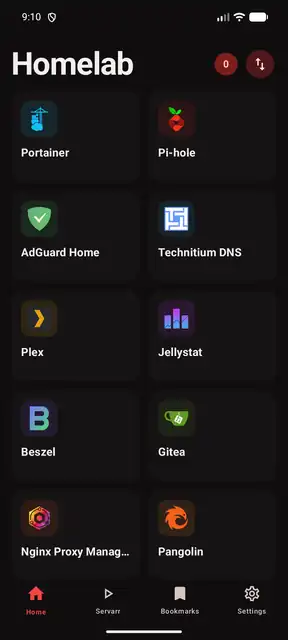 9:10
Homelab
0
Portainer
Pi-hole
AdGuard Home
Technitium DNS
Plex
Jellystat
Beszel
Gitea
Nginx Proxy Manag...
Pangolin
Home
Servarr
Bookmarks
Settings